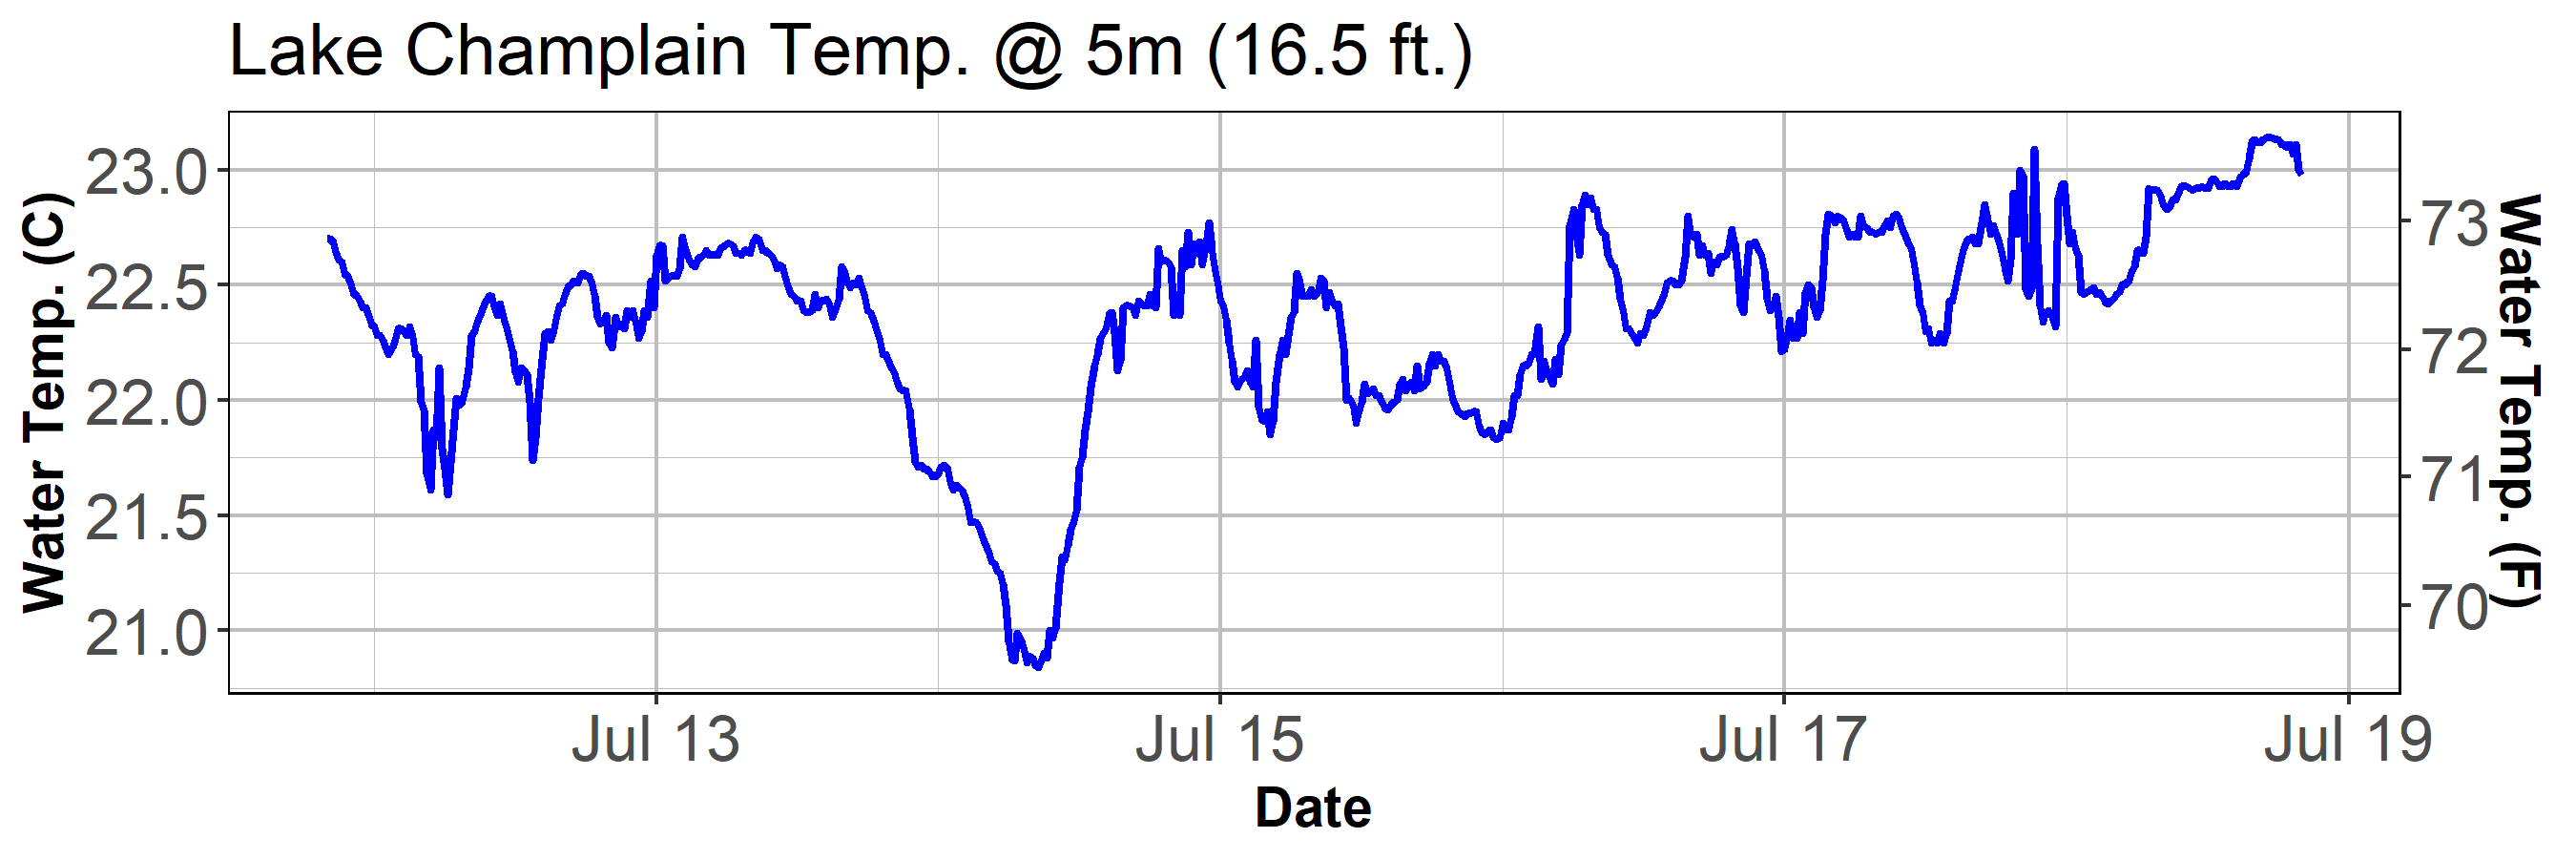 Lake Champlain Temp. @ 5m (16.5 ft.)
Water Temp. (C)
23.0
22.5
22.0
21.5
21.0
73
72
71
70
Water Temp. (F)
Jul 13 Jul 15 Jul 17 Jul 19
Date